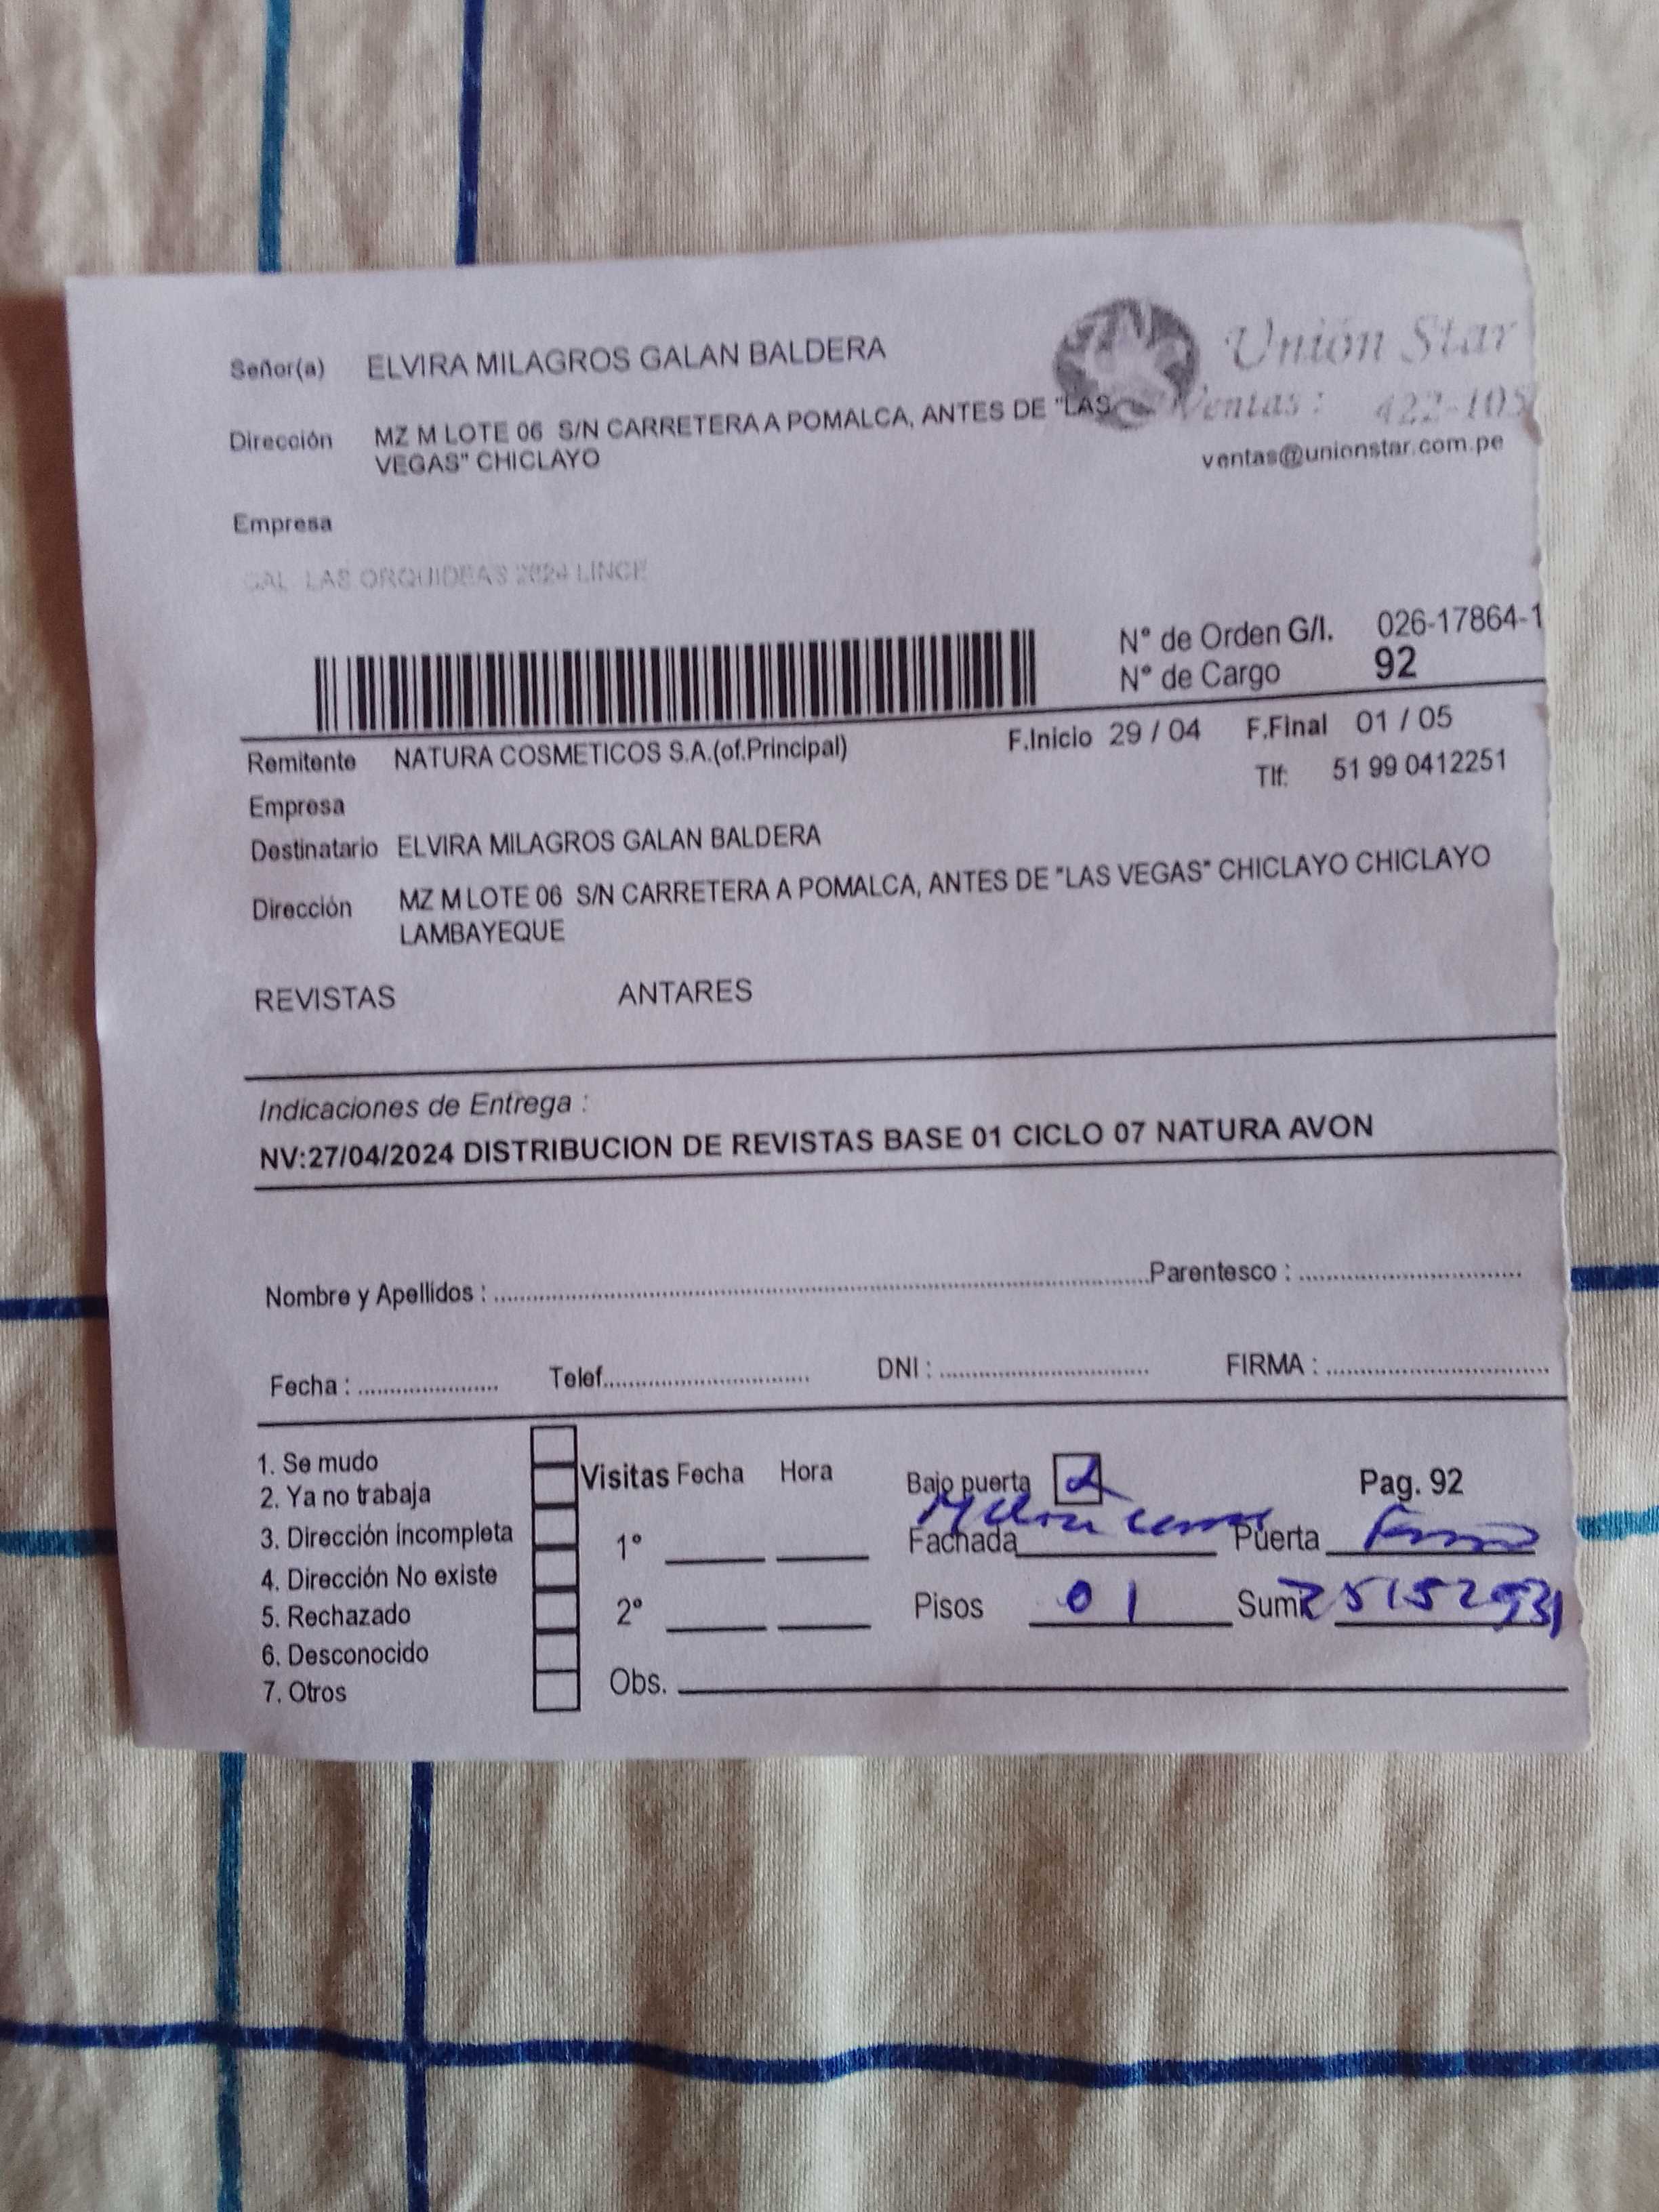 Señor(a) ELVIRA MILAGROS GALAN BALDERA
Unión Star
Dirección MZ M LOTE 06 S/N CARRETERA A POMALCA, ANTES DE "LAS
VEGAS" CHICLAYO
Ventas: 422-105
ventas@unionstar.com.pe
Empresa
CAL LAS ORQUIDEAS 2624 LINCE
N° de Orden G/I. 026-17864-1
N° de Cargo 92
Remitente NATURA COSMETICOS S.A.(of.Principal) F.Inicio 29 / 04 F.Final 01 / 05
Tlf: 51 99 0412251
Empresa
Destinatario ELVIRA MILAGROS GALAN BALDERA
Dirección MZ M LOTE 06 S/N CARRETERA A POMALCA, ANTES DE "LAS VEGAS" CHICLAYO CHICLAYO
LAMBAYEQUE
REVISTAS ANTARES
Indicaciones de Entrega :
NV:27/04/2024 DISTRIBUCION DE REVISTAS BASE 01 CICLO 07 NATURA AVON
Nombre y Apellidos : Parentesco :
Fecha : Telef. DNI : FIRMA :
1. Se mudo
2. Ya no trabaja
3. Dirección incompleta
4. Dirección No existe
5. Rechazado
6. Desconocido
7. Otros
Visitas Fecha Hora
1°
2°
Obs.
Bajo puerta Pag. 92
Fachada Puerta
Pisos 01 Sumi